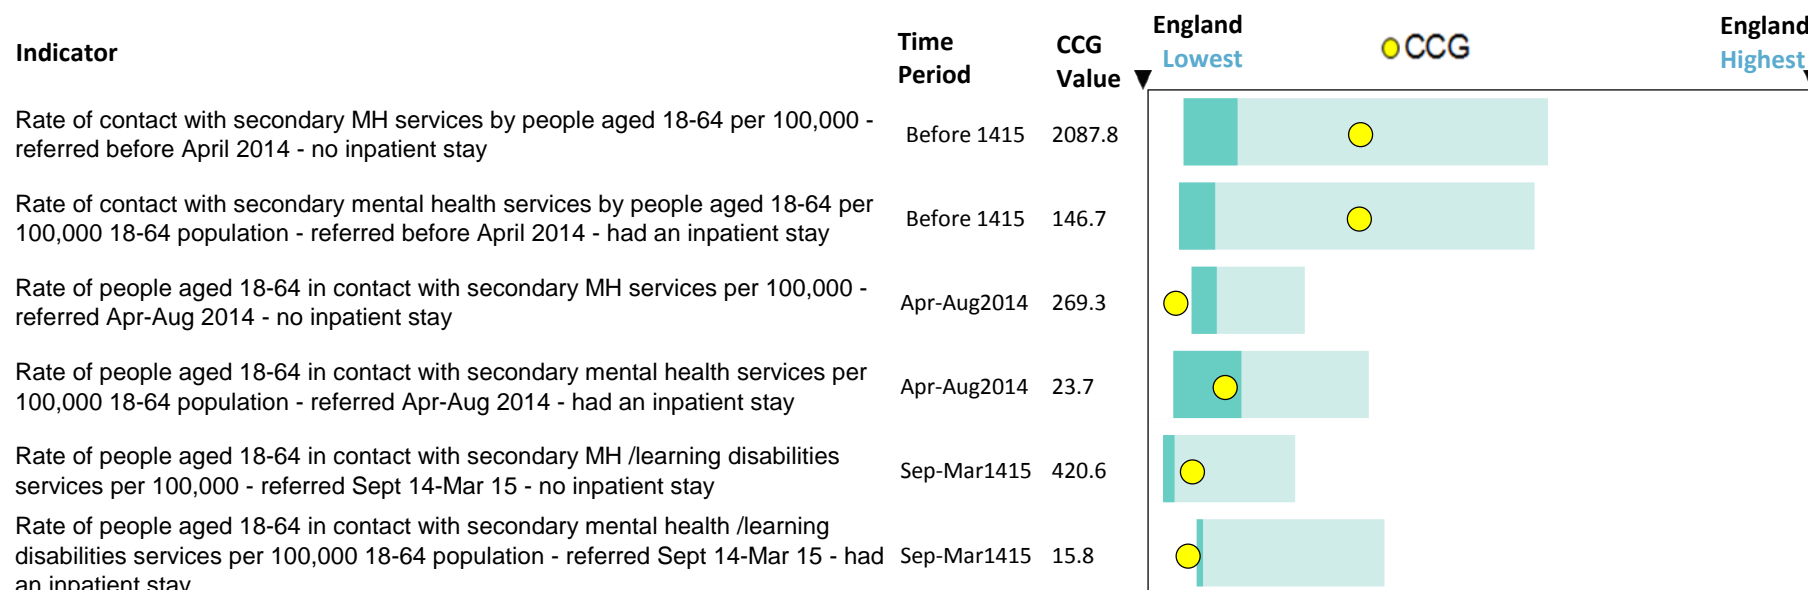 Indicator
Time
Period
CCG
Value
England
Lowest
CCG
England
Highest
Rate of contact with secondary MH services by people aged 18-64 per 100,000 -
referred before April 2014 - no inpatient stay
Before 1415
2087.8
Rate of contact with secondary mental health services by people aged 18-64 per
100,000 18-64 population - referred before April 2014 - had an inpatient stay
Before 1415
146.7
Rate of people aged 18-64 in contact with secondary MH services per 100,000 -
referred Apr-Aug 2014 - no inpatient stay
Apr-Aug2014
269.3
Rate of people aged 18-64 in contact with secondary mental health services per
100,000 18-64 population - referred Apr-Aug 2014 - had an inpatient stay
Apr-Aug2014
23.7
Rate of people aged 18-64 in contact with secondary MH /learning disabilities
services per 100,000 - referred Sept 14-Mar 15 - no inpatient stay
Sep-Mar1415
420.6
Rate of people aged 18-64 in contact with secondary mental health /learning
disabilities services per 100,000 18-64 population - referred Sept 14-Mar 15 - had
an inpatient stay
Sep-Mar1415
15.8